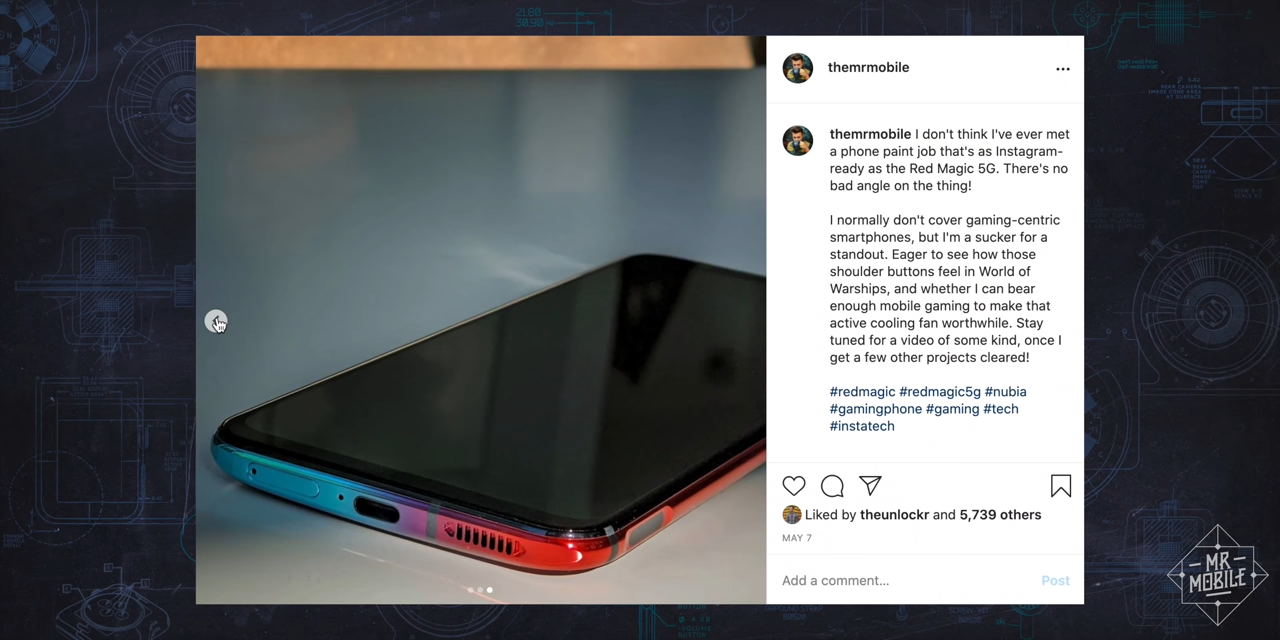 21.80
30.90
themrmobile
themrmobile I don't think I've ever met
a phone paint job that's as Instagram-
ready as the Red Magic 5G. There's no
bad angle on the thing!
I normally don't cover gaming-centric
smartphones, but I'm a sucker for a
standout. Eager to see how those
shoulder buttons feel in World of
Warships, and whether I can bear
enough mobile gaming to make that
active cooling fan worthwhile. Stay
tuned for a video of some kind, once I
get a few other projects cleared!
#redmagic #redmagic5g #nubia
#gamingphone #gaming #tech
#instatech
Liked by theunlockr and 5,739 others
MAY 7
Add a comment...
Post
MR
MOBILE